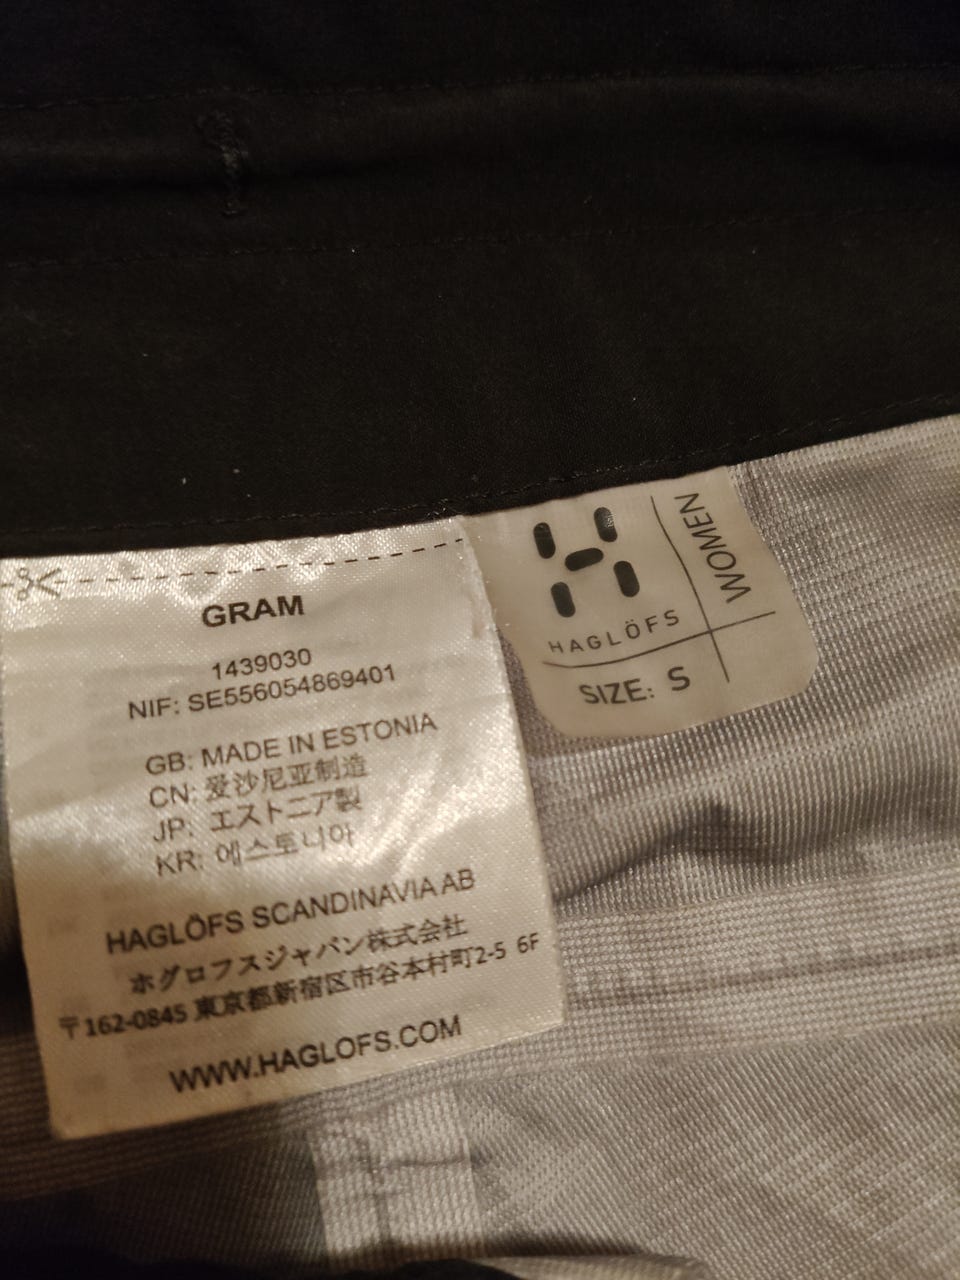 GRAM
1439030
NIF: SE556054869401
GB: MADE IN ESTONIA
CN: 爱沙尼亚制造
JP: エストニア製
KR: 에스토니아
HAGLÖFS SCANDINAVIA AB
ホグロフスジャパン株式会社
〒162-0845 東京都新宿区市谷本村町2-5 6F
WWW.HAGLOFS.COM
HAGLÖFS
WOMEN
SIZE: S